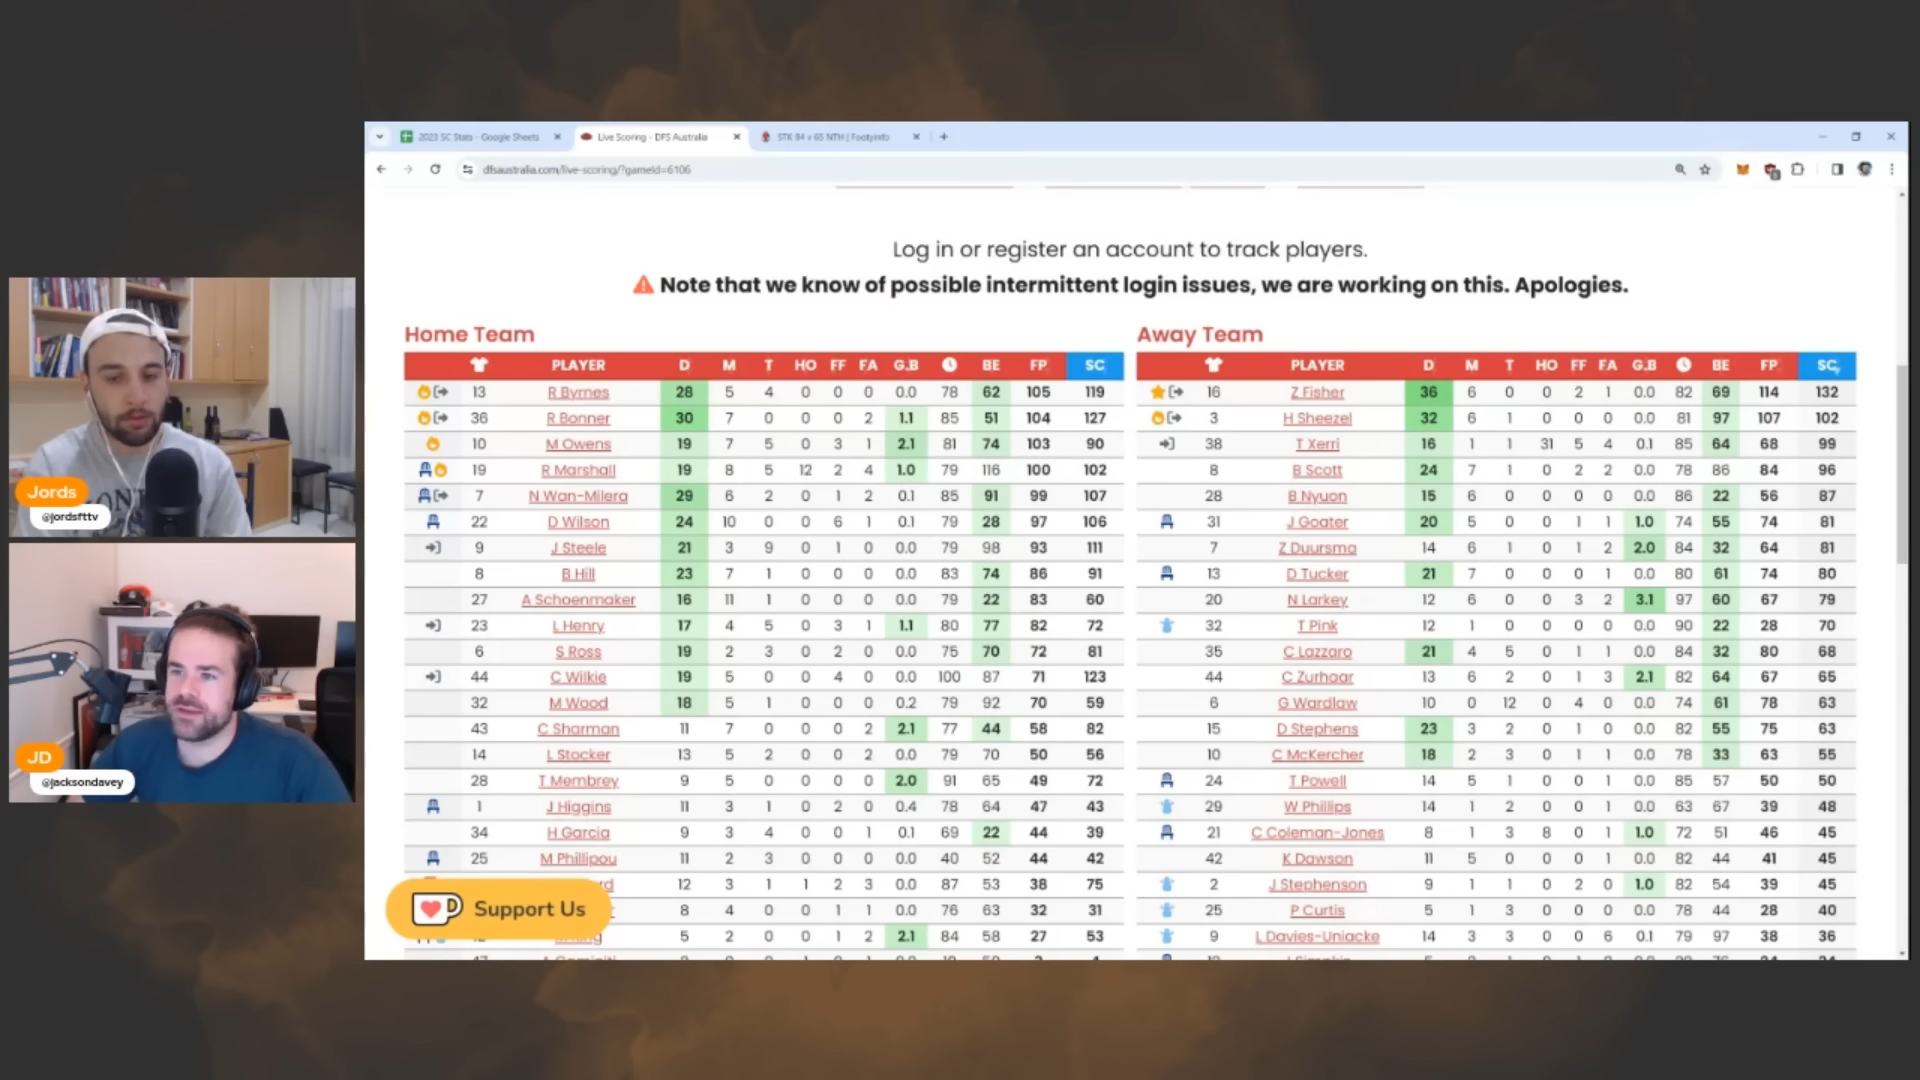 2023 SC Stats - Google Sheets
Live Scoring - DFS Australia
STK 84 v 65 NTH | FootyInfo
dfsaustralia.com/live-scoring/?gameId=6106
Log in or register an account to track players.
Note that we know of possible intermittent login issues, we are working on this. Apologies.
Home Team
PLAYER D M T HO FF FA G.B BE FP SC
13 R Byrnes 28 5 4 0 0 0 0.0 78 62 105 119
36 R Bonner 30 7 0 0 0 2 1.1 85 51 104 127
10 M Owens 19 7 5 0 3 1 2.1 81 74 103 90
19 R Marshall 19 8 5 12 2 4 1.0 79 116 100 102
7 N Wan-Milera 29 6 2 0 1 2 0.1 85 91 99 107
22 D Wilson 24 10 0 0 6 1 0.1 79 28 97 106
9 J Steele 21 3 9 0 1 0 0.0 79 98 93 111
8 B Hill 23 7 1 0 0 0 0.0 83 74 86 91
27 A Schoenmaker 16 11 1 0 0 0 0.0 79 22 83 60
23 L Henry 17 4 5 0 3 1 1.1 80 77 82 72
6 S Ross 19 2 3 0 2 0 0.0 75 70 72 81
44 C Wilkie 19 5 0 0 4 0 0.0 100 87 71 123
32 M Wood 18 5 1 0 0 0 0.2 79 92 70 59
43 C Sharman 11 7 0 0 0 2 2.1 77 44 58 82
14 L Stocker 13 5 2 0 0 2 0.0 79 70 50 56
28 T Membrey 9 5 0 0 0 0 2.0 91 65 49 72
1 J Higgins 11 3 1 0 2 0 0.4 78 64 47 43
34 H Garcia 9 3 4 0 0 1 0.1 69 22 44 39
25 M Phillipou 11 2 3 0 0 0 0.0 40 52 44 42
12 3 1 1 2 3 0.0 87 53 38 75
8 4 0 0 1 1 0.0 76 63 32 31
5 2 0 0 1 2 2.1 84 58 27 53
Support Us
Away Team
PLAYER D M T HO FF FA G.B BE FP SC
16 Z Fisher 36 6 0 0 2 1 0.0 82 69 114 132
3 H Sheezel 32 6 1 0 0 0 0.0 81 97 107 102
38 T Xerri 16 1 1 31 5 4 0.1 85 64 68 99
8 B Scott 24 7 1 0 2 2 0.0 78 86 84 96
28 B Nyuon 15 6 0 0 0 0 0.0 86 22 56 87
31 J Goater 20 5 0 0 1 1 1.0 74 55 74 81
7 Z Duursma 14 6 1 0 1 2 2.0 84 32 64 81
13 D Tucker 21 7 0 0 0 1 0.0 80 61 74 80
20 N Larkey 12 6 0 0 3 2 3.1 97 60 67 79
32 T Pink 12 1 0 0 0 0 0.0 90 22 28 70
35 C Lazzaro 21 4 5 0 1 1 0.0 84 32 80 68
44 C Zurhaar 13 6 2 0 1 3 2.1 82 64 67 65
6 G Wardlaw 10 0 12 0 4 0 0.0 74 61 78 63
15 D Stephens 23 3 2 0 1 0 0.0 82 55 75 63
10 C McKercher 18 2 3 0 1 1 0.0 78 33 63 55
24 T Powell 14 5 1 0 0 1 0.0 85 57 50 50
29 W Phillips 14 1 2 0 0 1 0.0 63 67 39 48
21 C Coleman-Jones 8 1 3 8 0 1 1.0 72 51 46 45
42 K Dawson 11 5 0 0 0 1 0.0 82 44 41 45
2 J Stephenson 9 1 1 0 2 0 1.0 82 54 39 45
25 P Curtis 5 1 3 0 0 0 0.0 78 44 28 40
9 L Davies-Uniacke 14 3 3 0 0 6 0.1 79 97 38 36
Jords
@jordsfttv
JD
@jacksondavey